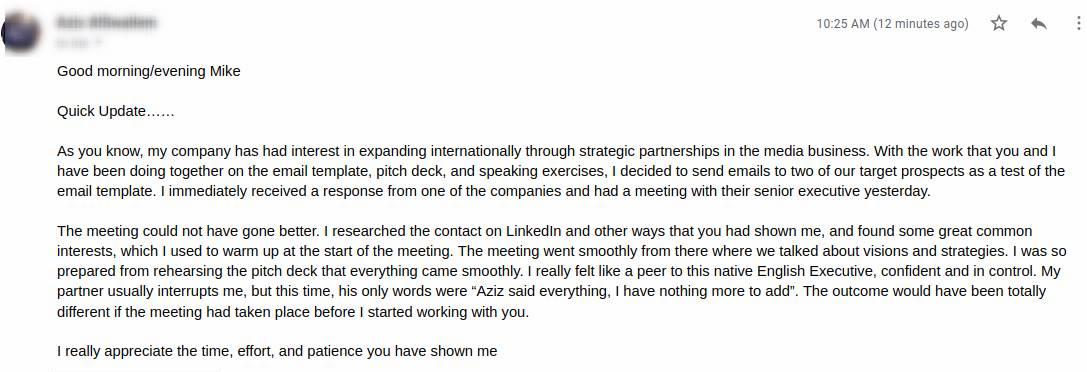 10:25 AM (12 minutes ago)
Good morning/evening Mike
Quick Update……
As you know, my company has had interest in expanding internationally through strategic partnerships in the media business. With the work that you and I
have been doing together on the email template, pitch deck, and speaking exercises, I decided to send emails to two of our target prospects as a test of the
email template. I immediately received a response from one of the companies and had a meeting with their senior executive yesterday.
The meeting could not have gone better. I researched the contact on LinkedIn and other ways that you had shown me, and found some great common
interests, which I used to warm up at the start of the meeting. The meeting went smoothly from there where we talked about visions and strategies. I was so
prepared from rehearsing the pitch deck that everything came smoothly. I really felt like a peer to this native English Executive, confident and in control. My
partner usually interrupts me, but this time, his only words were “Aziz said everything, I have nothing more to add”. The outcome would have been totally
different if the meeting had taken place before I started working with you.
I really appreciate the time, effort, and patience you have shown me